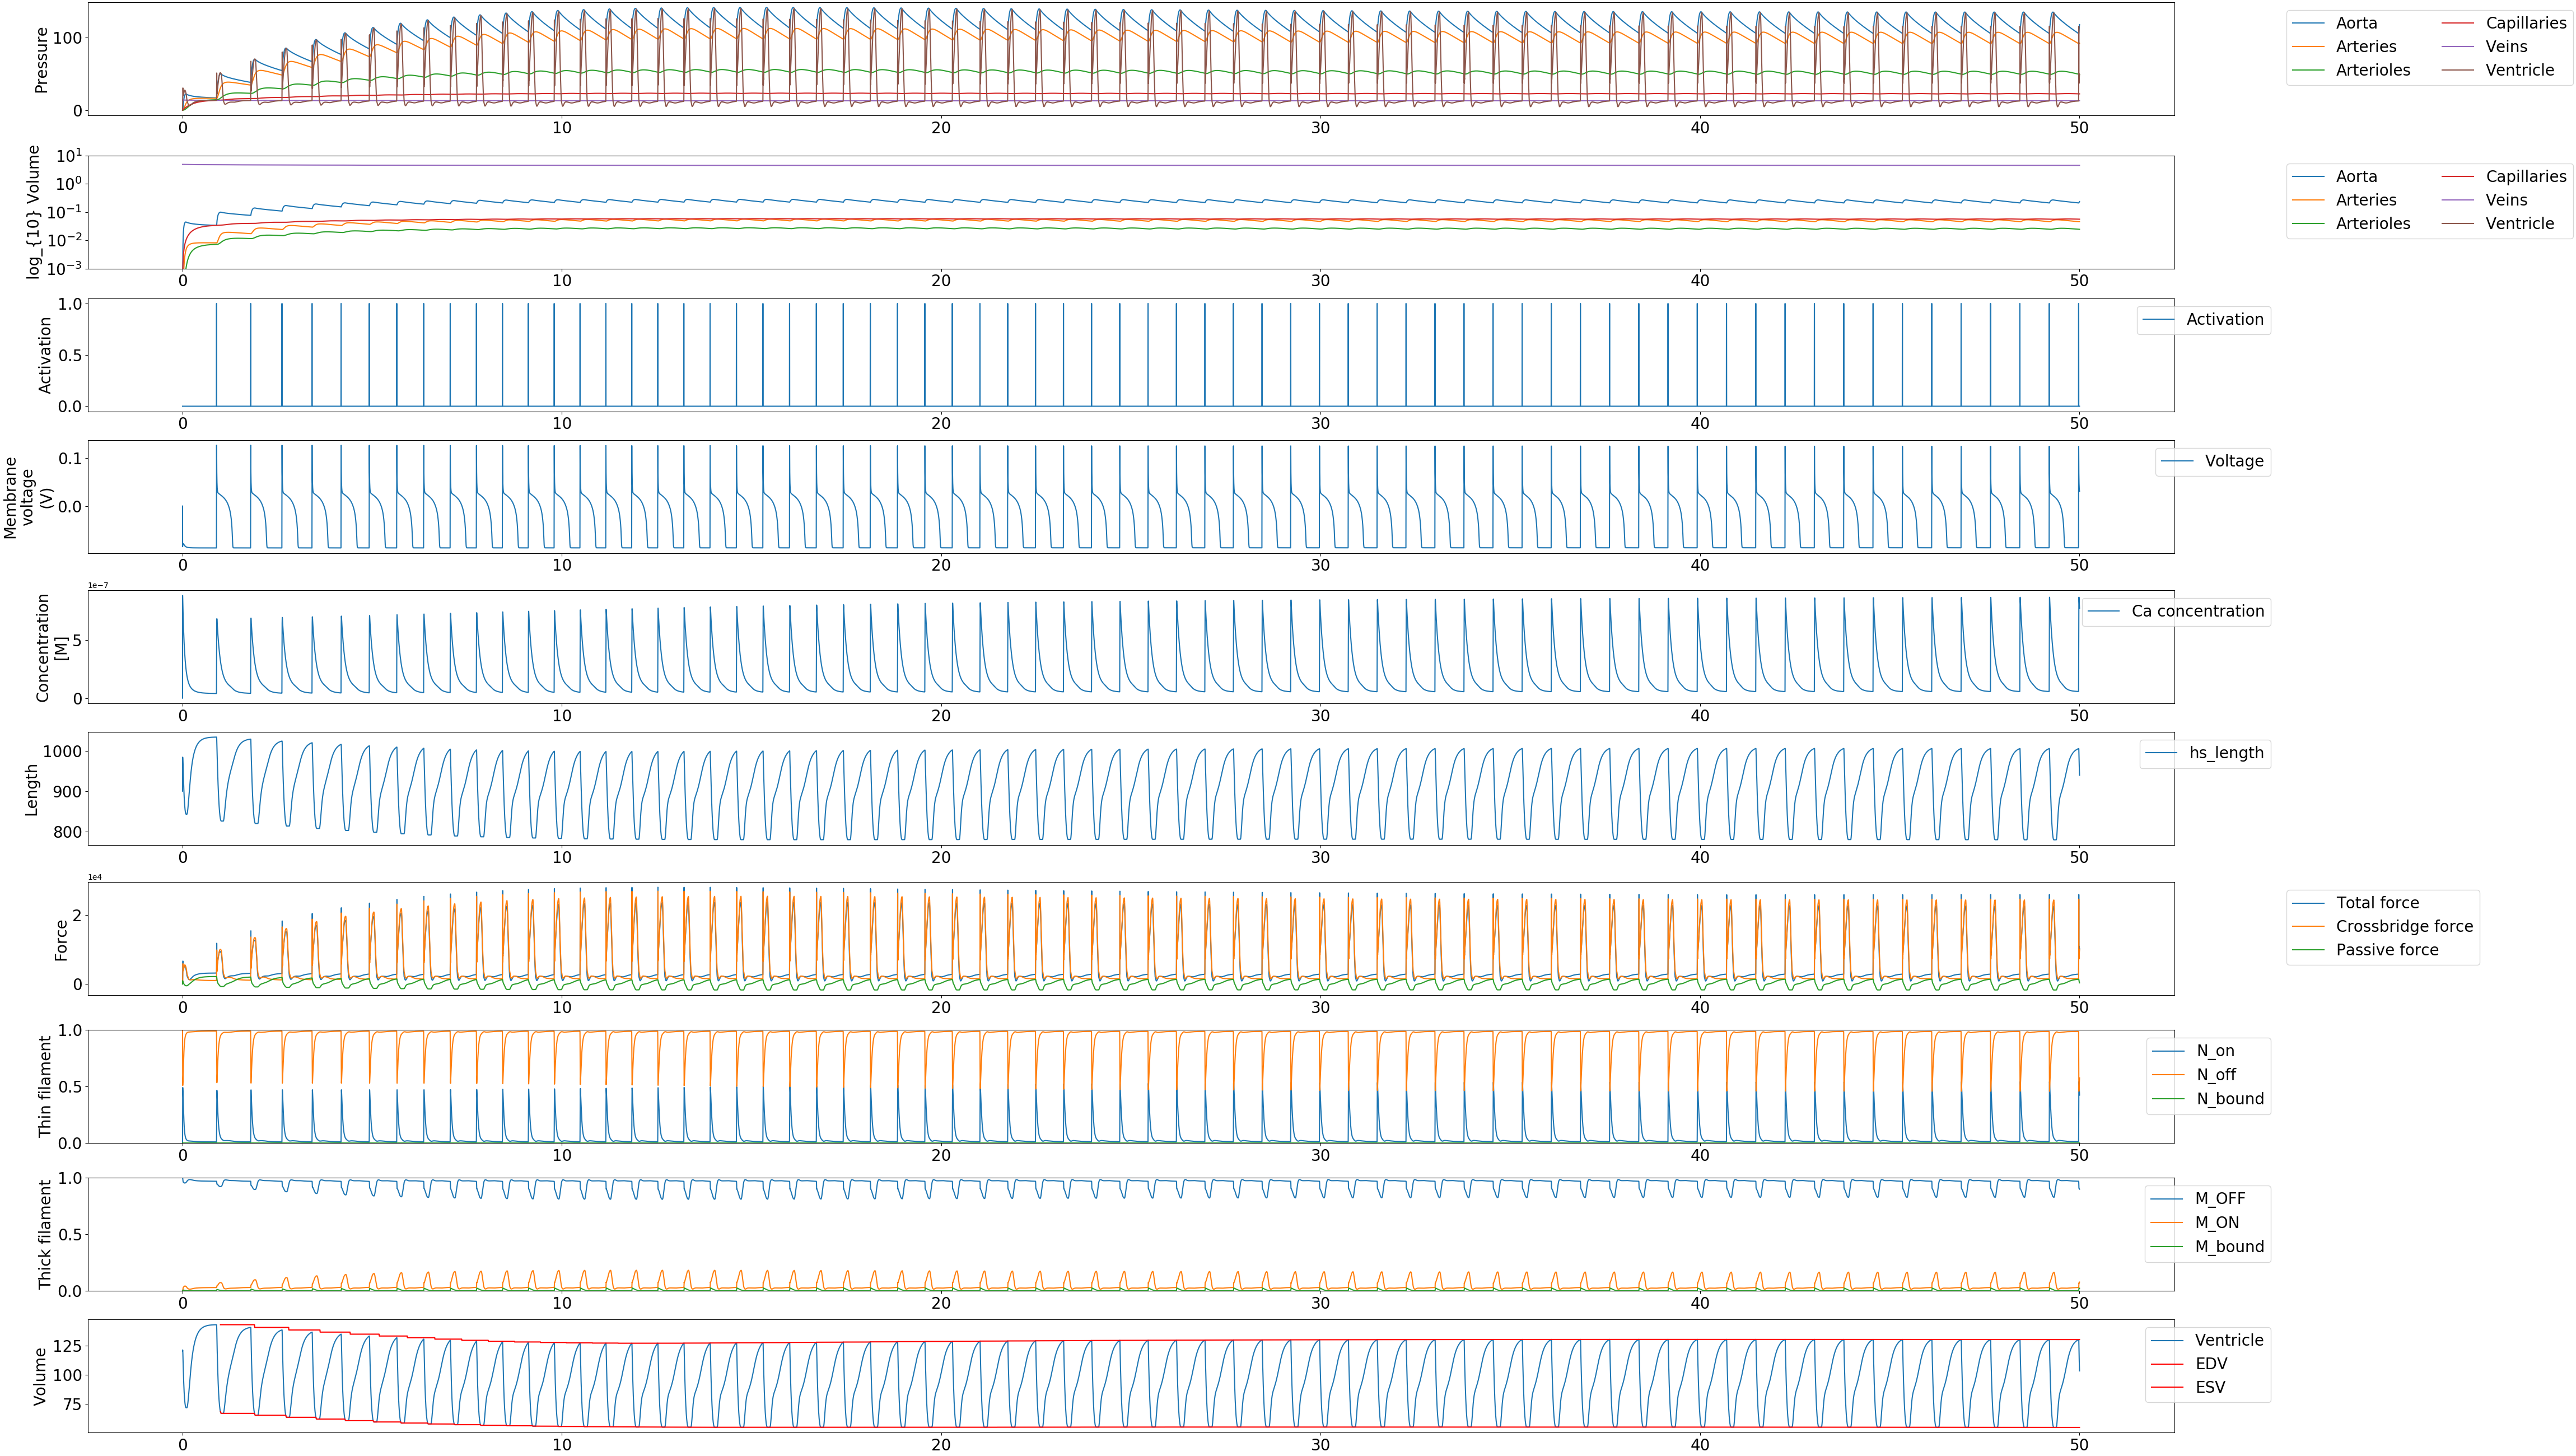 Pressure
100
0
0 10 20 30 40 50
Aorta Capillaries
Arteries Veins
Arterioles Ventricle
log_{10} Volume
10^1
10^0
10^-1
10^-2
10^-3
0 10 20 30 40 50
Aorta Capillaries
Arteries Veins
Arterioles Ventricle
Activation
1.0
0.5
0.0
0 10 20 30 40 50
Activation
Membrane
voltage
(V)
0.1
0.0
0 10 20 30 40 50
Voltage
Concentration
[M]
1e−7
5
0
0 10 20 30 40 50
Ca concentration
Length
1000
900
800
0 10 20 30 40 50
hs_length
Force
1e4
2
0
0 10 20 30 40 50
Total force
Crossbridge force
Passive force
Thin filament
1.0
0.5
0.0
0 10 20 30 40 50
N_on
N_off
N_bound
Thick filament
1.0
0.5
0.0
0 10 20 30 40 50
M_OFF
M_ON
M_bound
Volume
125
100
75
0 10 20 30 40 50
Ventricle
EDV
ESV